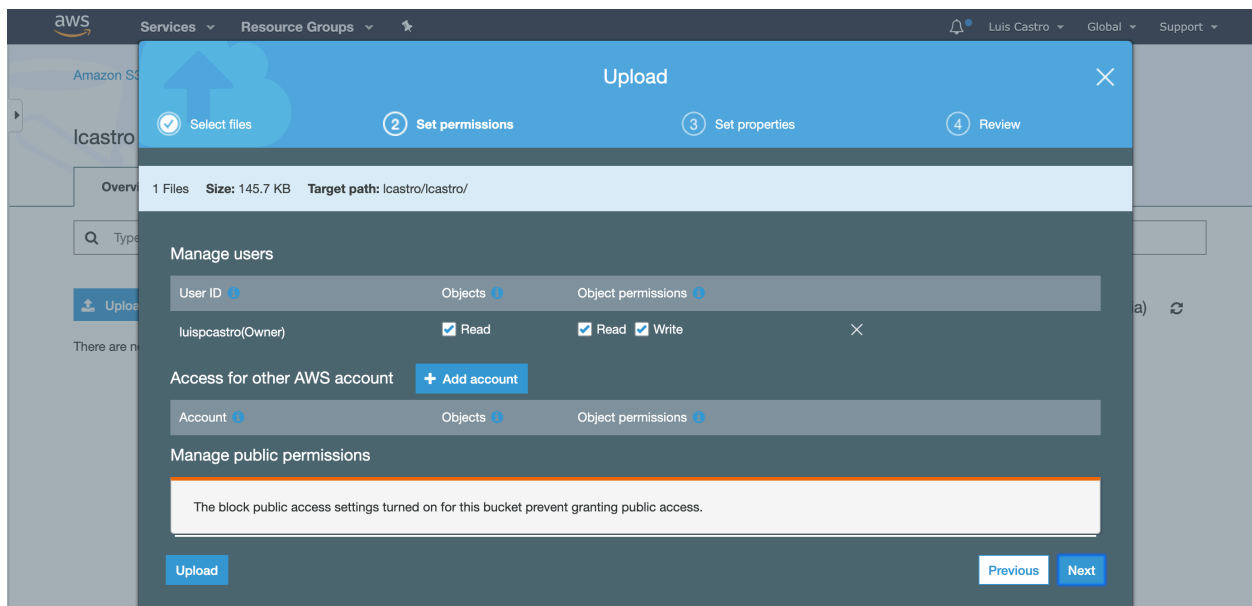 aws Services Resource Groups Luis Castro Global Support
Amazon S3
Upload
Select files 2 Set permissions 3 Set properties 4 Review
lcastro
Overvi
1 Files Size: 145.7 KB Target path: lcastro/lcastro/
Type
Manage users
User ID Objects Object permissions
Uploa
ia)
luispcastro(Owner) Read Read Write
There are n
Access for other AWS account + Add account
Account Objects Object permissions
Manage public permissions
The block public access settings turned on for this bucket prevent granting public access.
Upload Previous Next